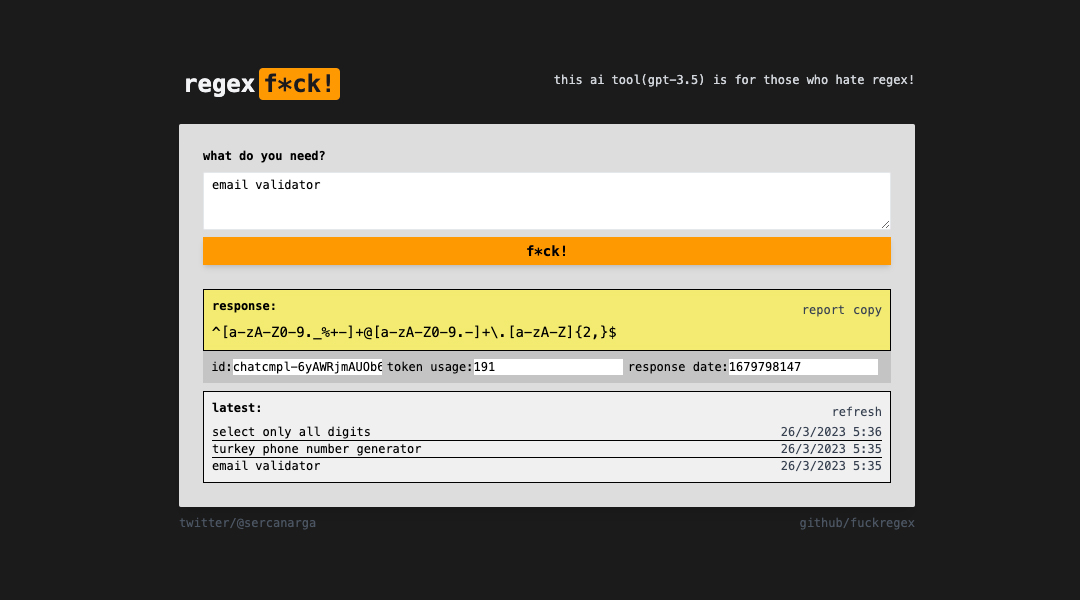 regex f*ck!
this ai tool(gpt-3.5) is for those who hate regex!
what do you need?
email validator
f*ck!
response:
report copy
^[a-zA-Z0-9._%+-]+@[a-zA-Z0-9.-]+\.[a-zA-Z]{2,}$
id:chatcmpl-6yAWRjmAUOb6 token usage:191 response date:1679798147
latest:
refresh
select only all digits 26/3/2023 5:36
turkey phone number generator 26/3/2023 5:35
email validator 26/3/2023 5:35
twitter/@sercanarga github/fuckregex